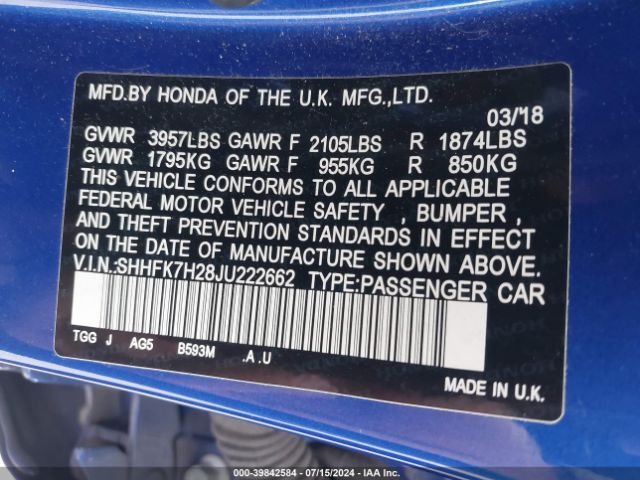 MFD.BY HONDA OF THE U.K. MFG.,LTD.
03/'18
GVWR 3957LBS GAWR F 2105LBS R 1874LBS
GVWR 1795KG GAWR F 955KG R 850KG
THIS VEHICLE CONFORMS TO ALL APPLICABLE
FEDERAL MOTOR VEHICLE SAFETY , BUMPER ,
AND THEFT PREVENTION STANDARDS IN EFFECT
ON THE DATE OF MANUFACTURE SHOWN ABOVE.
V.I.N.:SHHFK7H28JU222662 TYPE:PASSENGER CAR
TGG J AG5 B593M .A.U
MADE IN U.K.
000-39842584 - 07/15/2024 - IAA Inc.